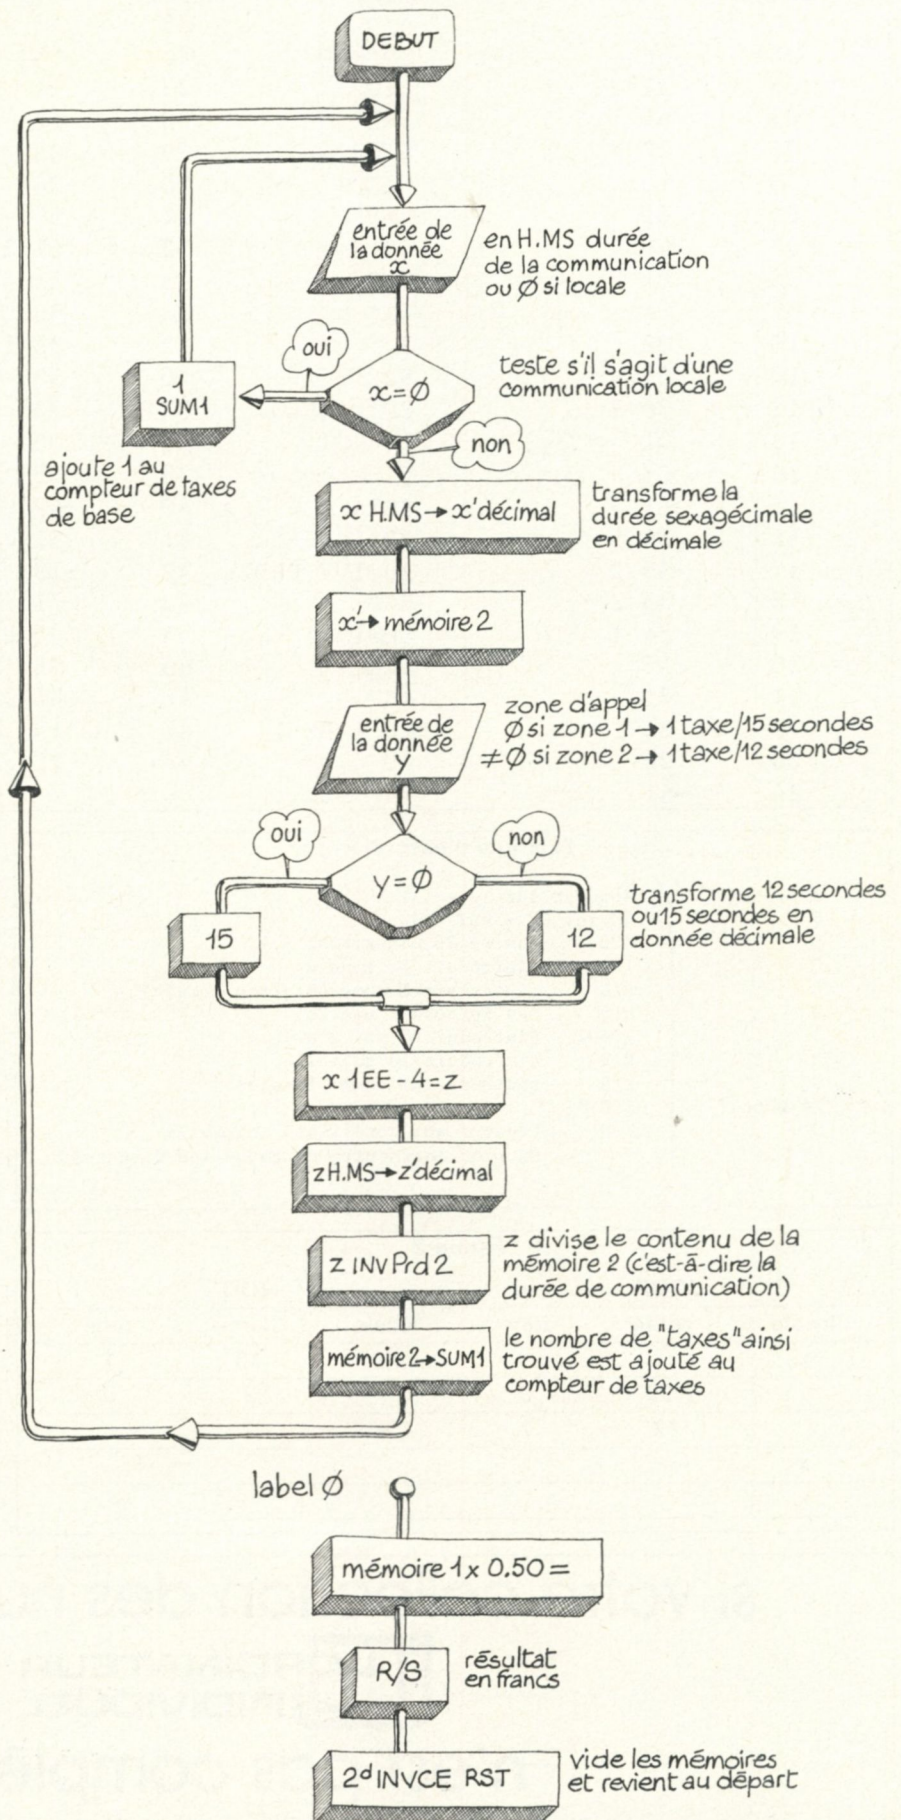 DEBUT
entrée de
la donnée
x
en H.MS durée
de la communication
ou Ø si locale
oui
1
SUM1
x=Ø
teste s'il s'agit d'une
communication locale
non
ajoute 1 au
compteur de taxes
de base
x H.MS→x'décimal
transforme la
durée sexagécimale
en décimale
x'→mémoire 2
entrée de
la donnée
y
zone d'appel
Ø si zone 1→1 taxe/15 secondes
≠Ø si zone 2→1 taxe/12 secondes
oui
non
y=Ø
15
12
transforme 12 secondes
ou 15 secondes en
donnée décimale
x 1EE-4=z
zH.MS→z'décimal
z INV Prd 2
z divise le contenu de la
mémoire 2 (c'est-à-dire la
durée de communication)
mémoire2→SUM1
le nombre de "taxes" ainsi
trouvé est ajouté au
compteur de taxes
label Ø
mémoire 1 x 0.50=
R/S
résultat
en francs
2d INVCE RST
vide les mémoires
et revient au départ